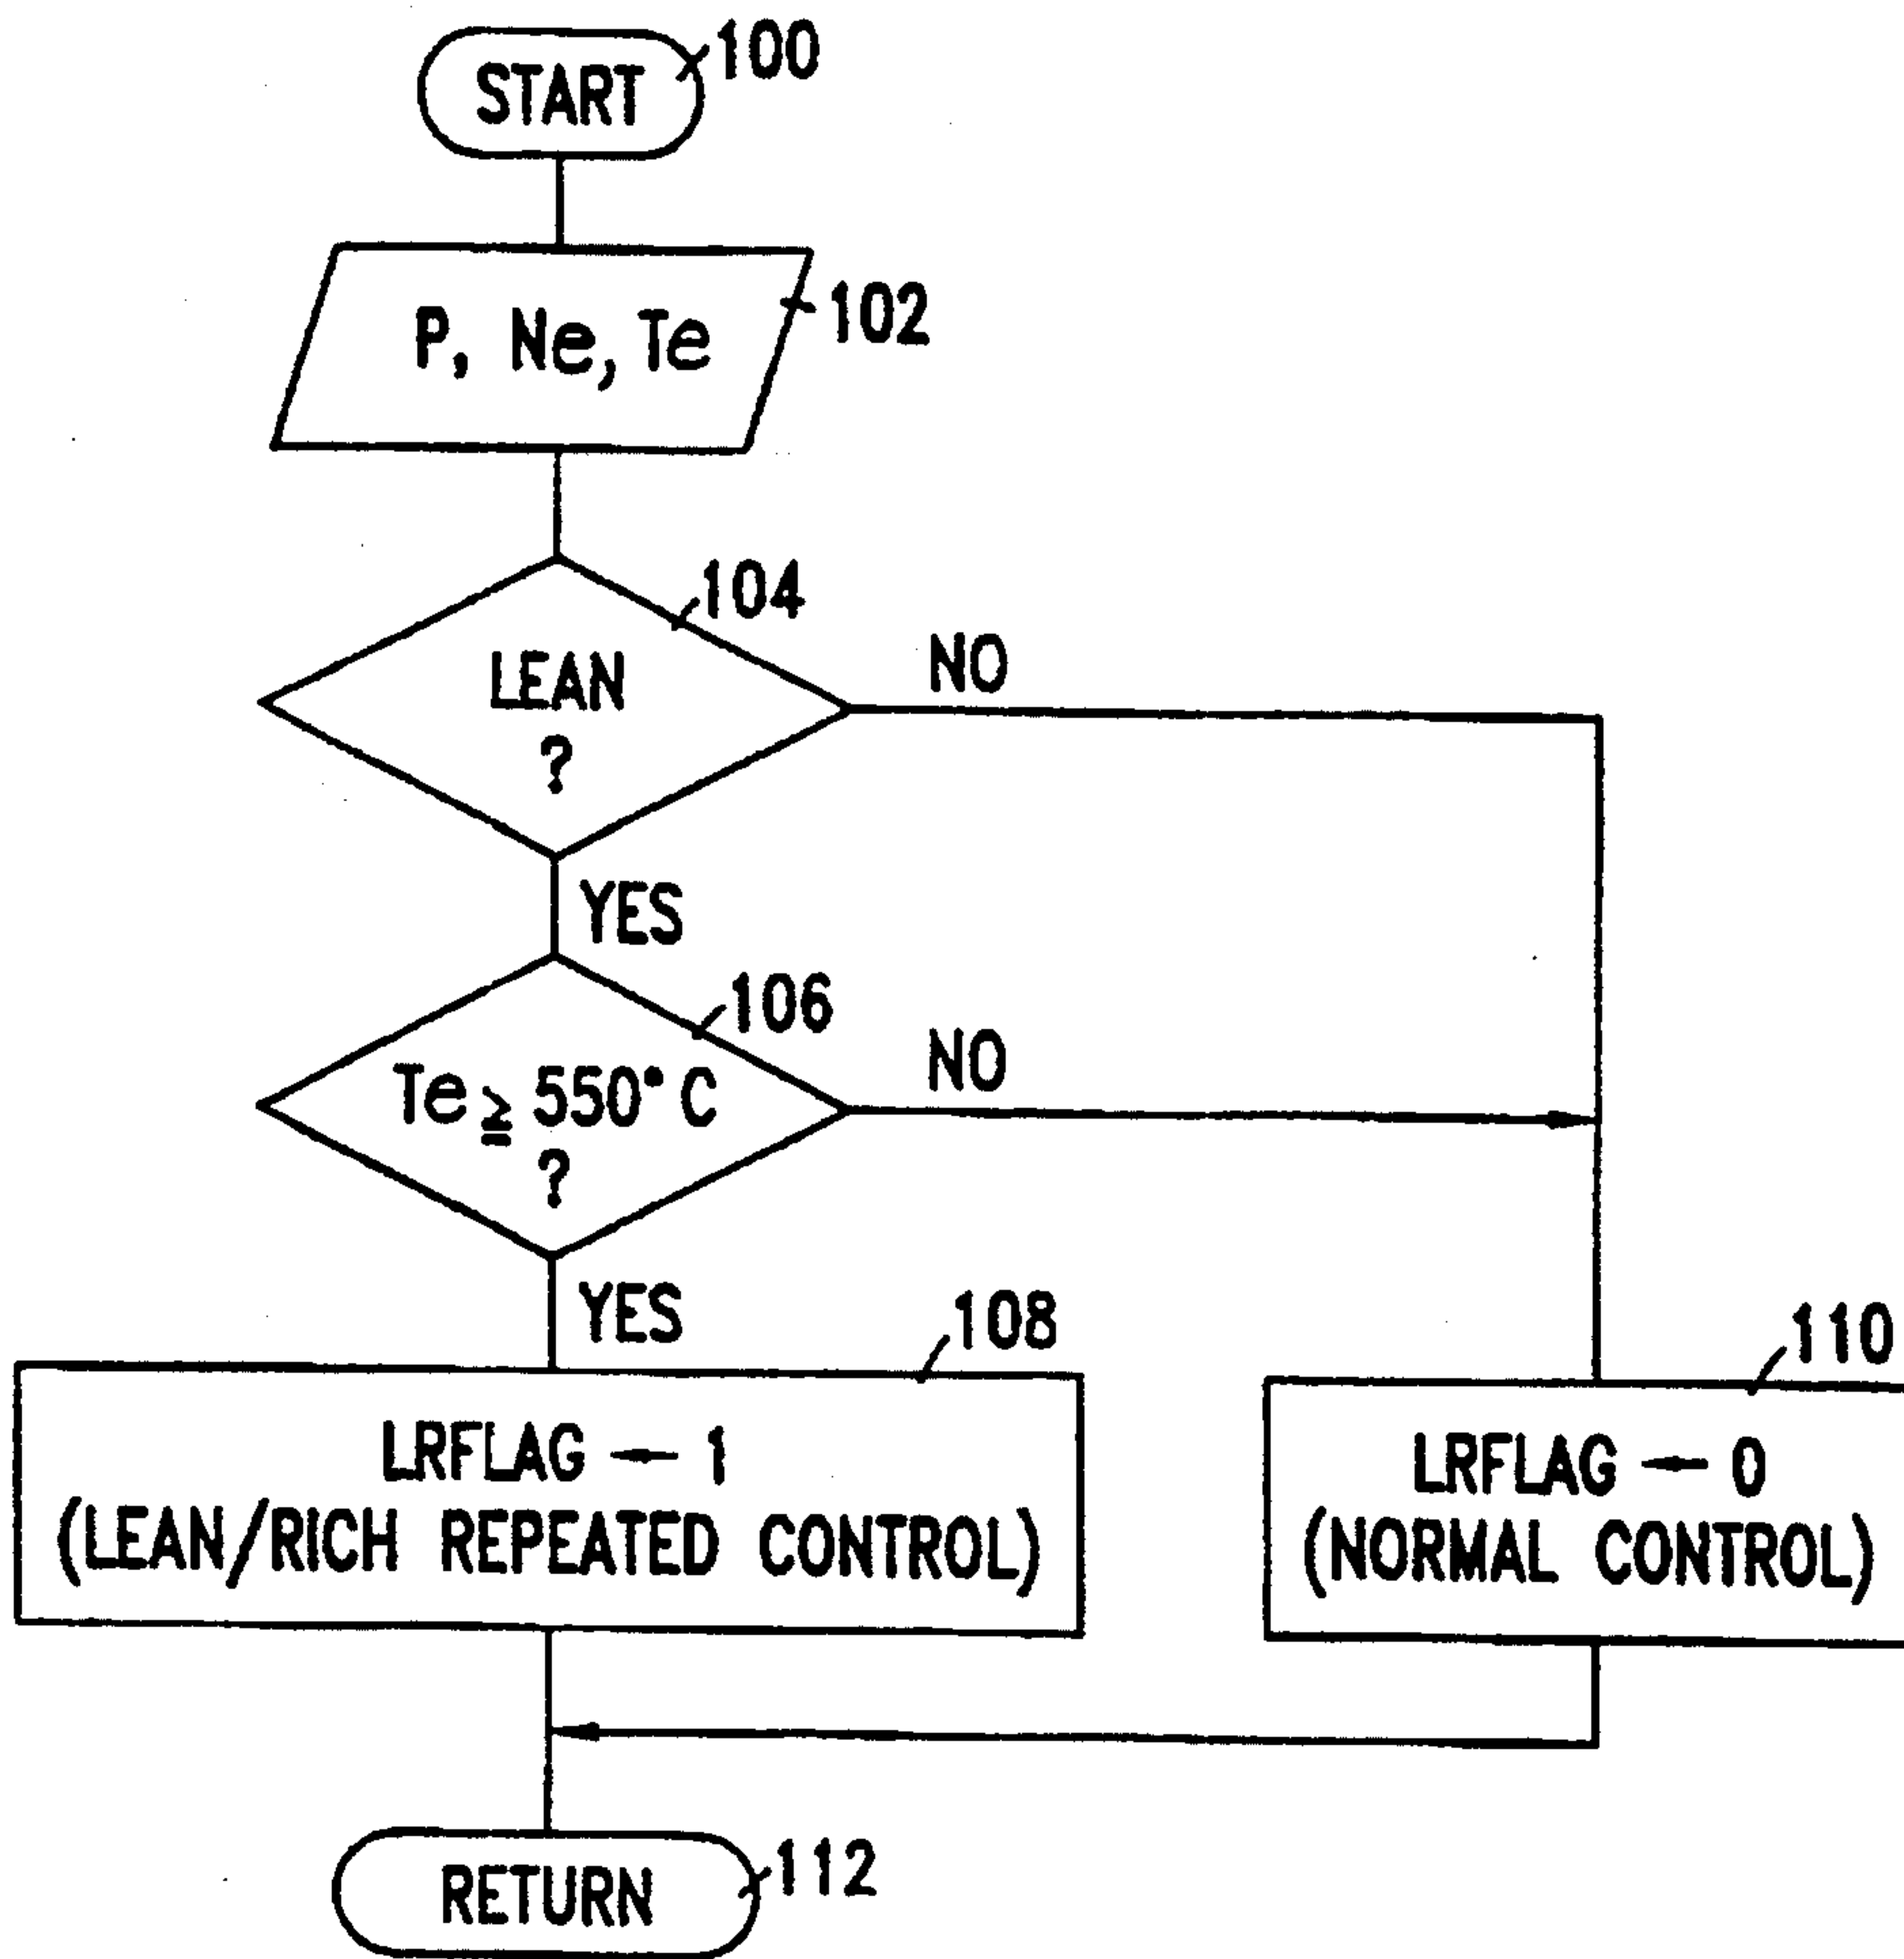 START
100
P, Ne, Te
102
104
LEAN
?
NO
YES
106
Te ≧ 550°C
?
NO
YES
108
LRFLAG ← 1
(LEAN/RICH REPEATED CONTROL)
110
LRFLAG ← 0
(NORMAL CONTROL)
RETURN
112